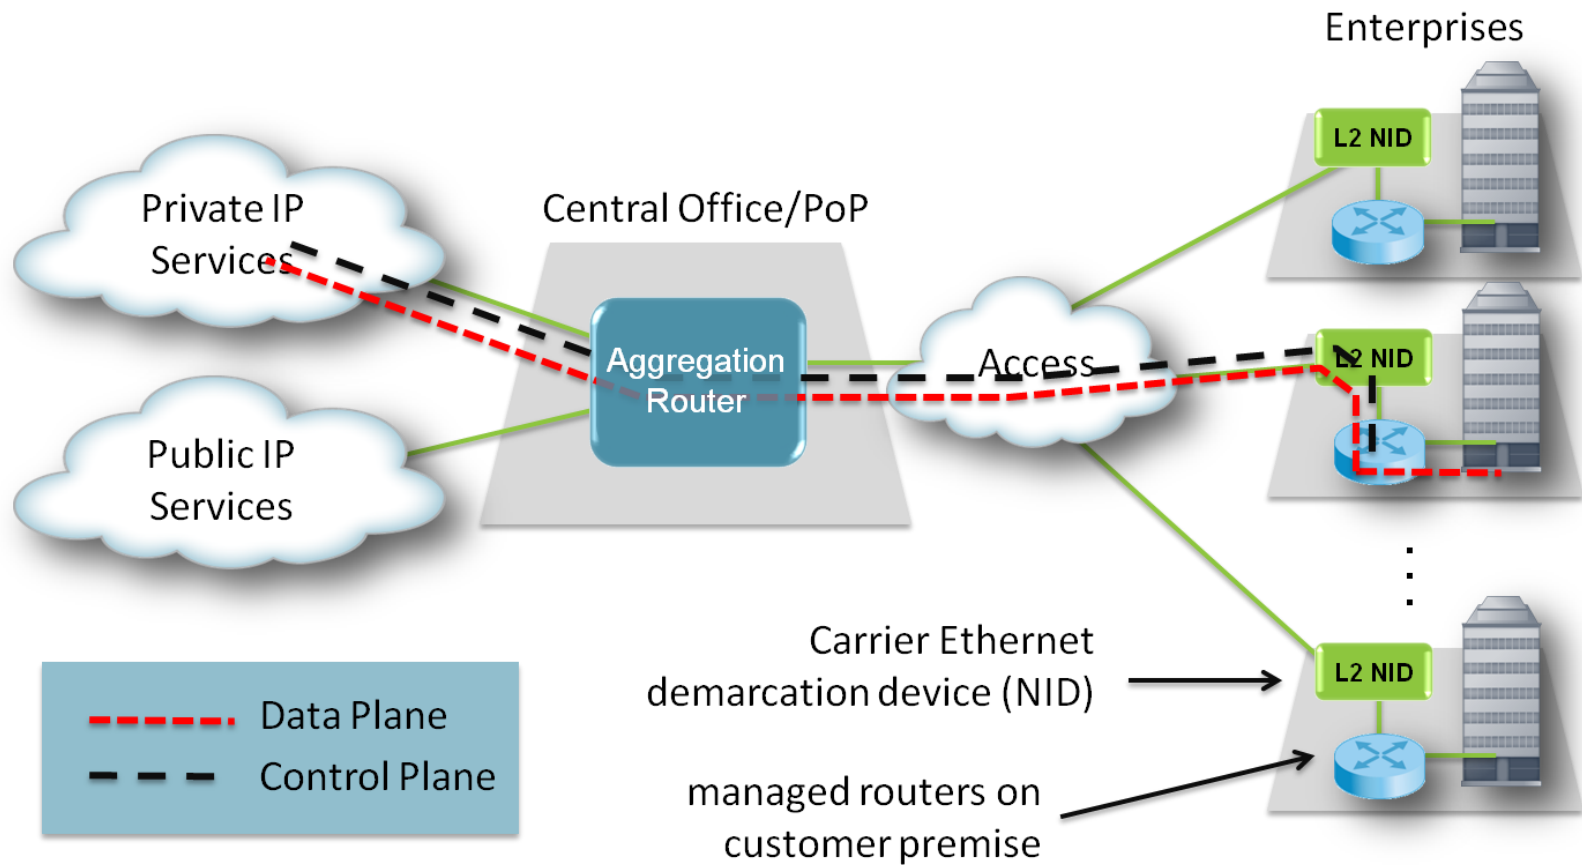 Enterprises
L2 NID
Private IP
Services
Central Office/PoP
Aggregation
Router
Access
L2 NID
Public IP
Services
Carrier Ethernet
demarcation device (NID)
L2 NID
Data Plane
Control Plane
managed routers on
customer premise